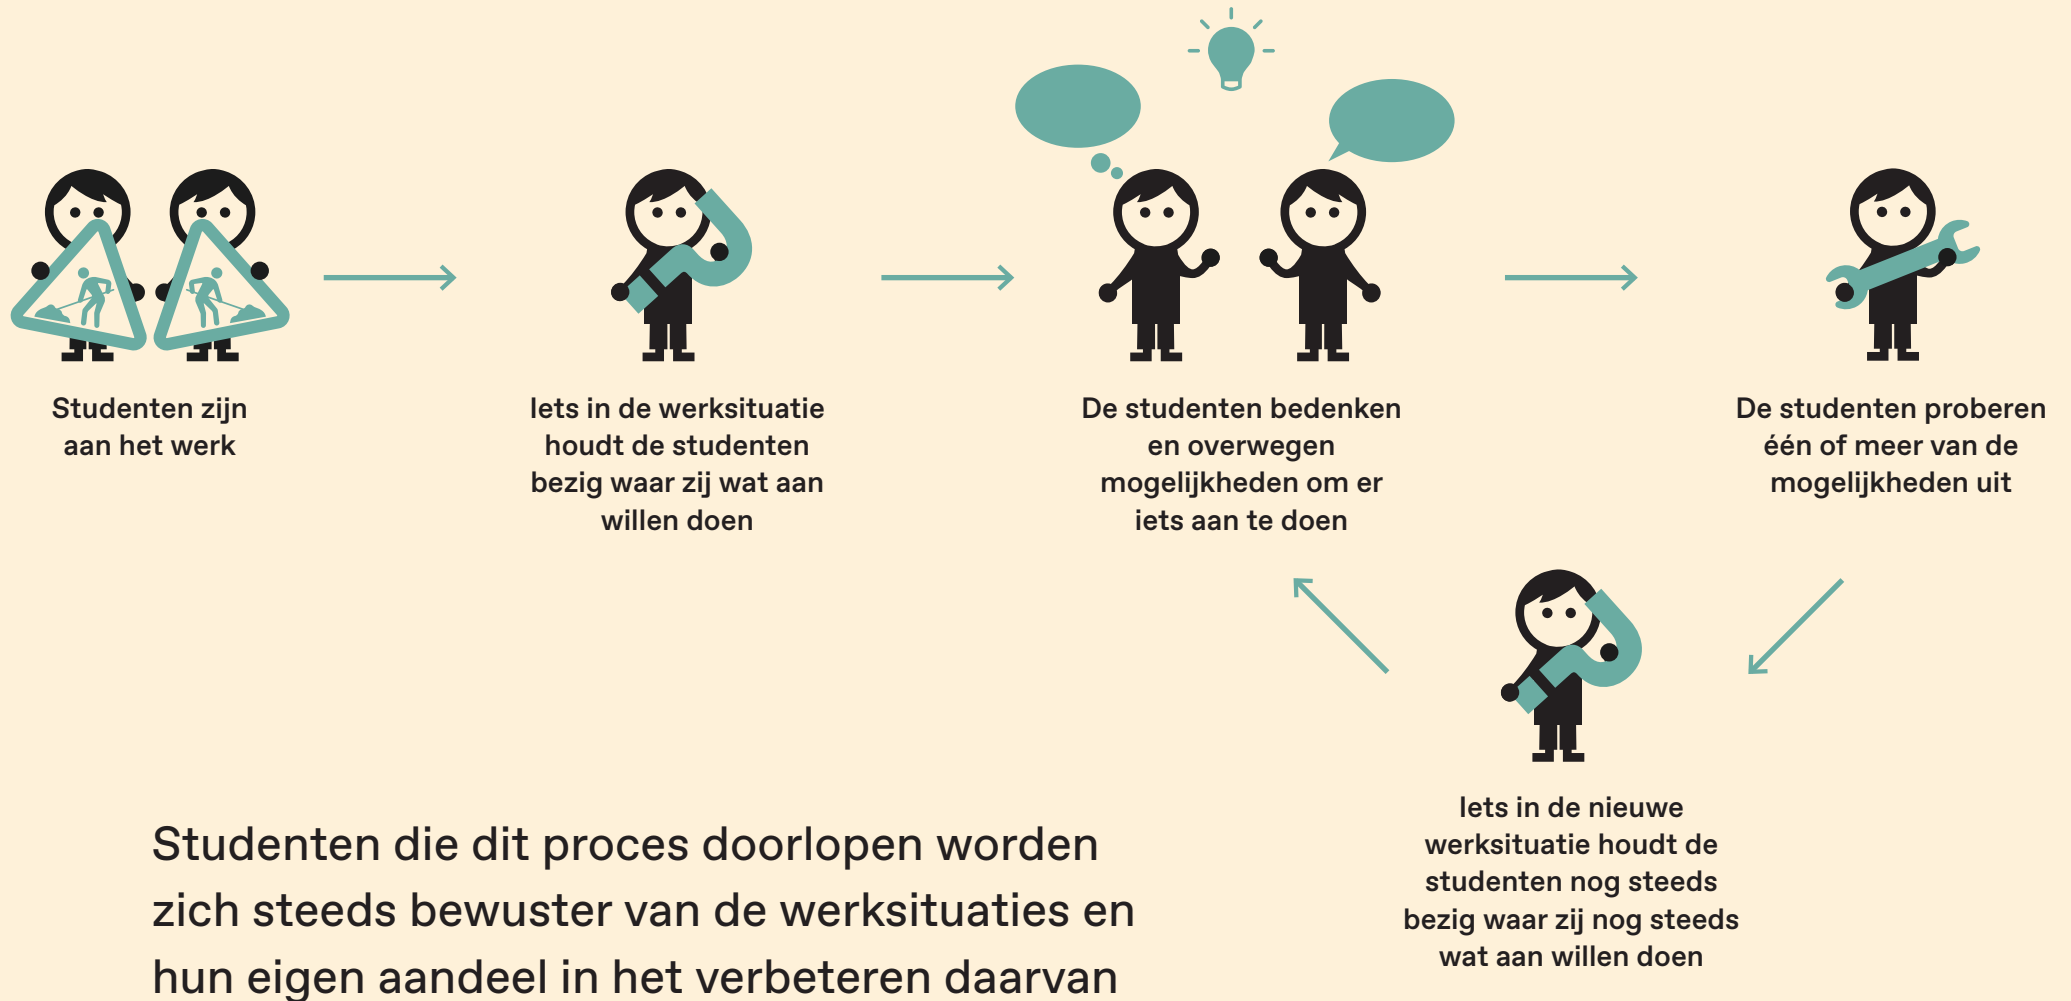 Studenten zijn
aan het werk
Iets in de werksituatie
houdt de studenten
bezig waar zij wat aan
willen doen
De studenten bedenken
en overwegen
mogelijkheden om er
iets aan te doen
De studenten proberen
één of meer van de
mogelijkheden uit
Iets in de nieuwe
werksituatie houdt de
studenten nog steeds
bezig waar zij nog steeds
wat aan willen doen
Studenten die dit proces doorlopen worden
zich steeds bewuster van de werksituaties en
hun eigen aandeel in het verbeteren daarvan